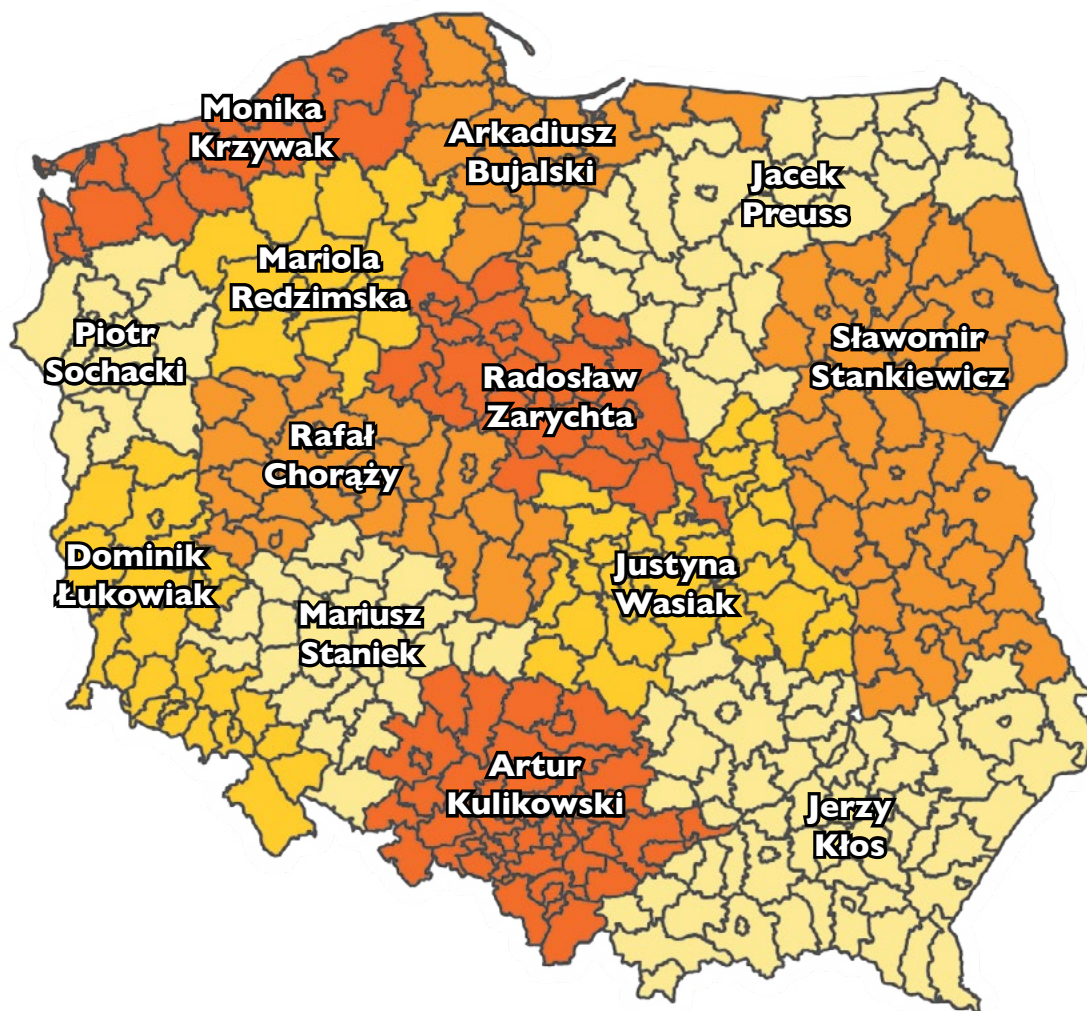 Monika
Krzywak
Arkadiusz
Bujalski
Jacek
Preuss
Mariola
Redzimska
Piotr
Sochacki
Sławomir
Stankiewicz
Radosław
Zarychta
Rafał
Chorąży
Dominik
Łukowiak
Justyna
Wasiak
Mariusz
Staniek
Artur
Kulikowski
Jerzy
Kłos